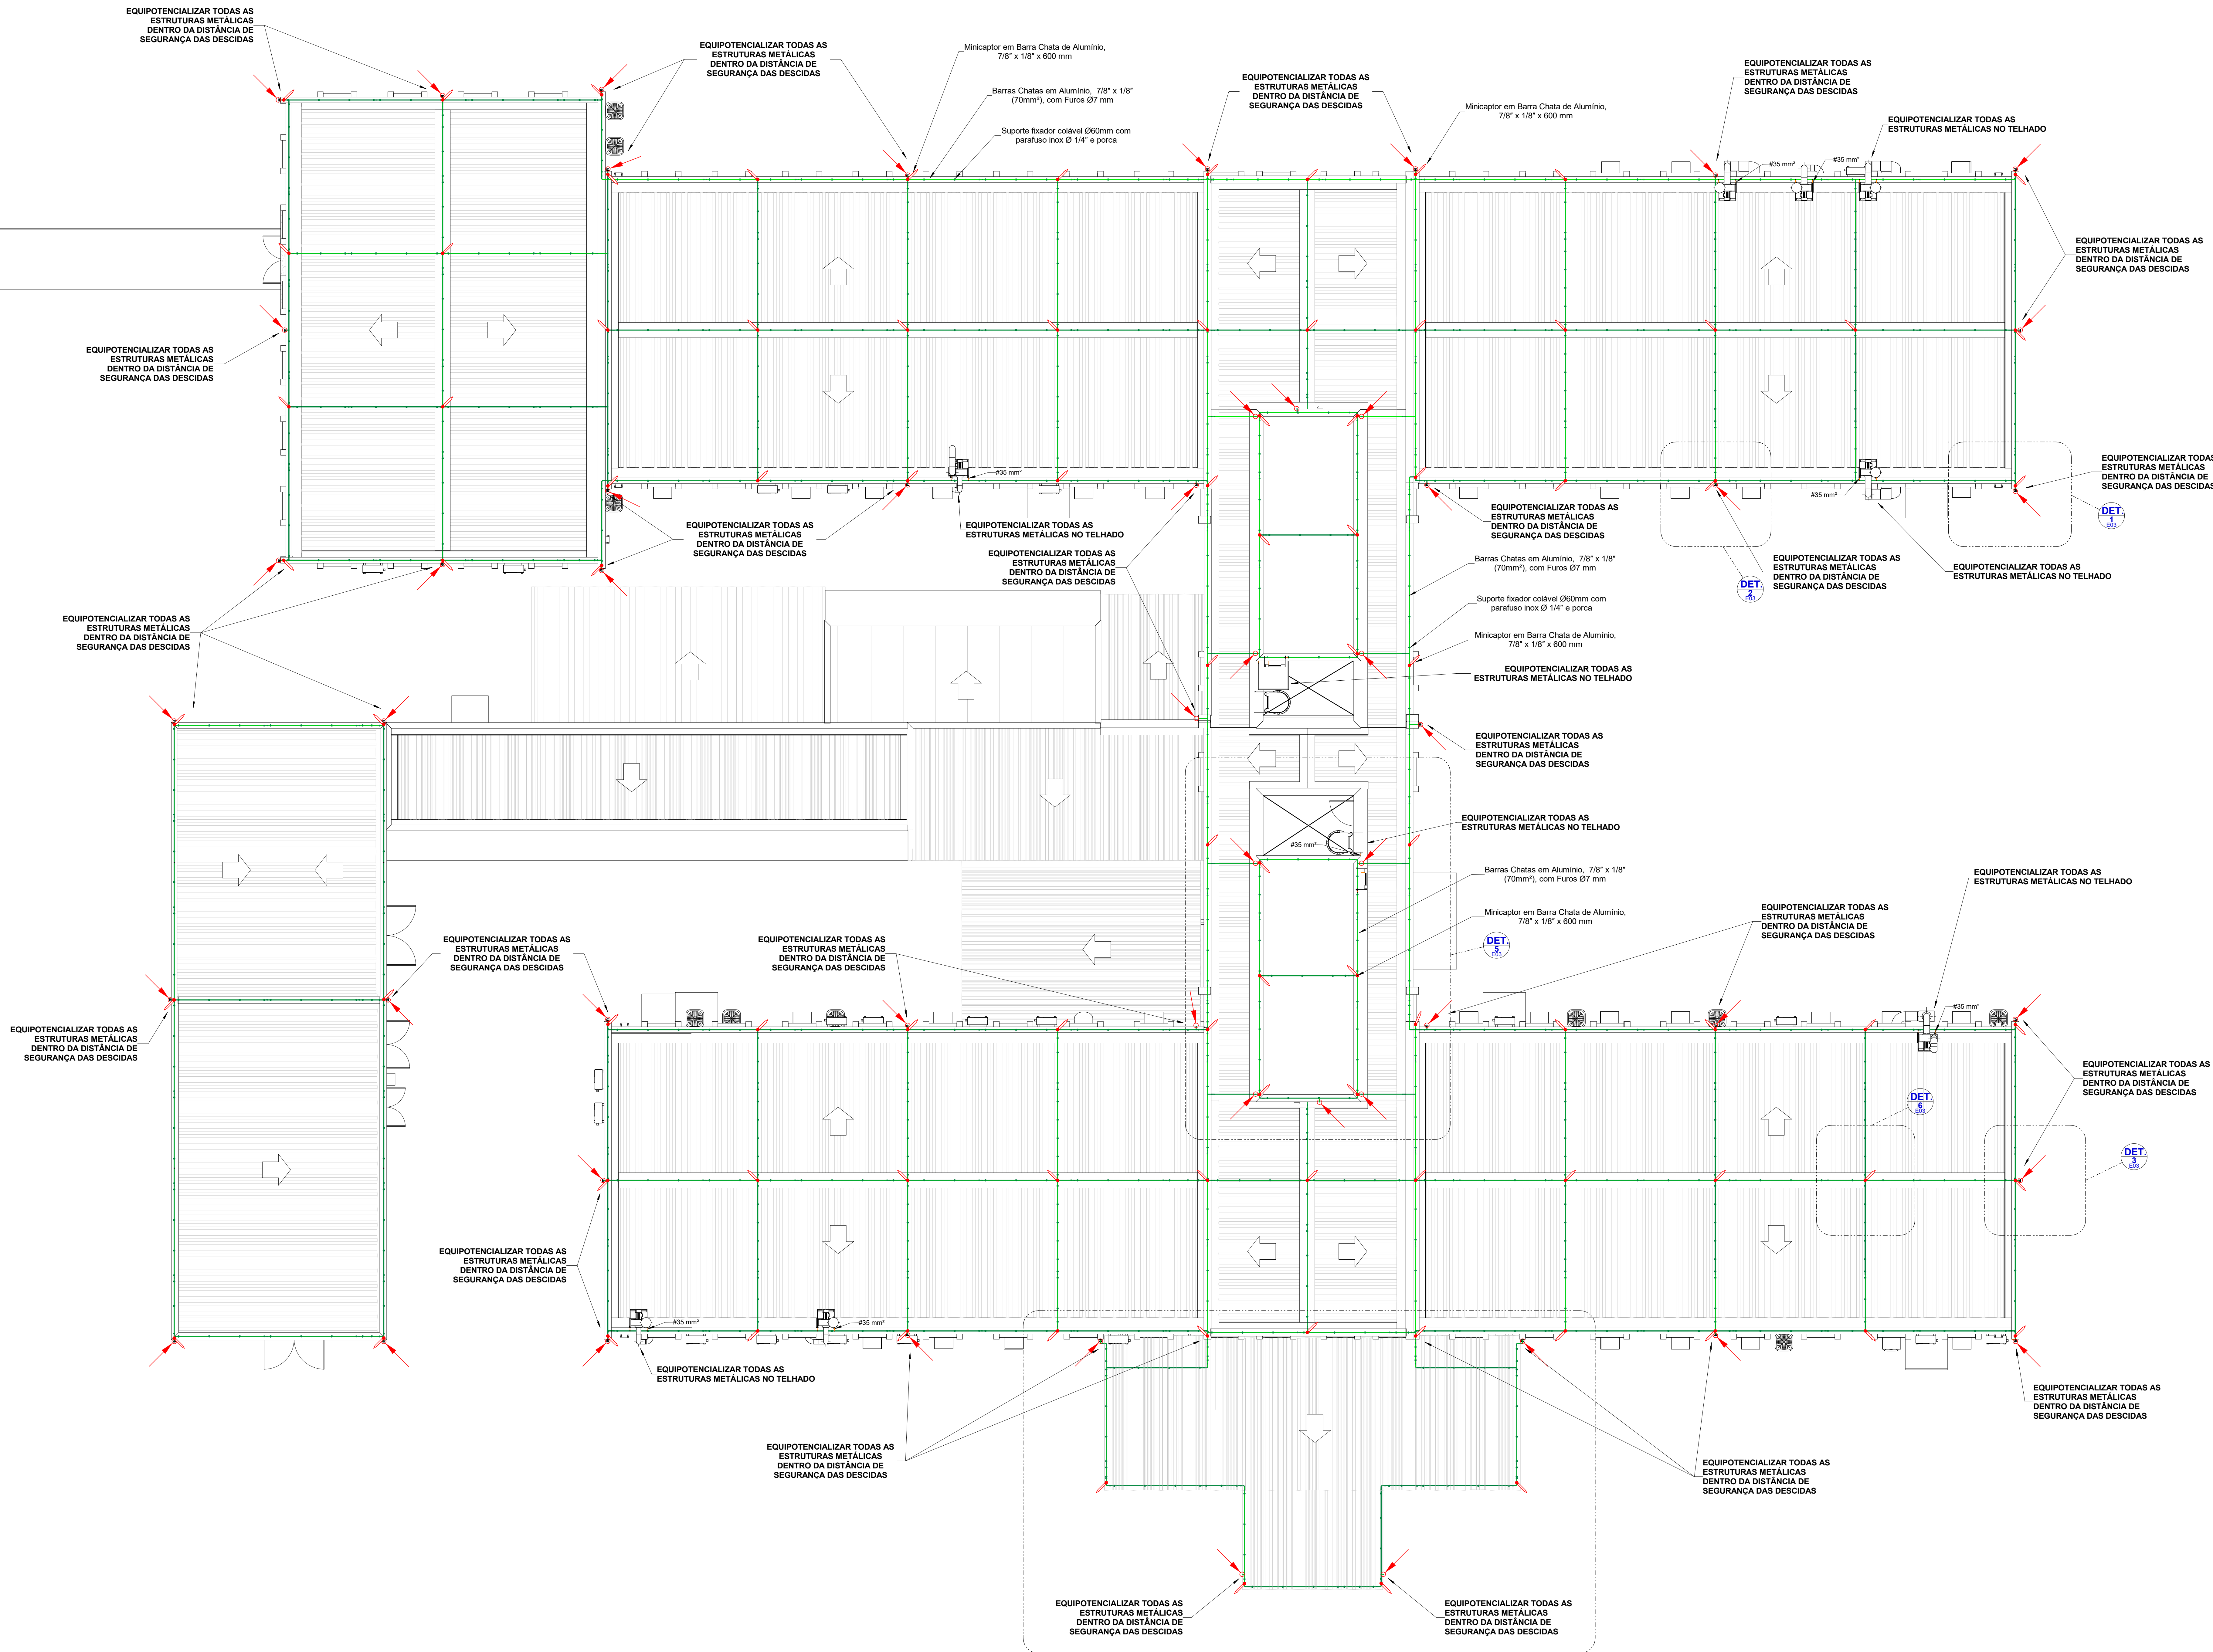 EQUIPOTENCIALIZAR TODAS AS
ESTRUTURAS METÁLICAS
DENTRO DA DISTÂNCIA DE
SEGURANÇA DAS DESCIDAS
EQUIPOTENCIALIZAR TODAS AS
ESTRUTURAS METÁLICAS
DENTRO DA DISTÂNCIA DE
SEGURANÇA DAS DESCIDAS
Minicaptor em Barra Chata de Alumínio,
7/8" x 1/8" x 600 mm
Barras Chatas em Alumínio, 7/8" x 1/8"
(70mm²), com Furos Ø7 mm
Suporte fixador colável Ø60mm com
parafuso inox Ø 1/4" e porca
EQUIPOTENCIALIZAR TODAS AS
ESTRUTURAS METÁLICAS
DENTRO DA DISTÂNCIA DE
SEGURANÇA DAS DESCIDAS
Minicaptor em Barra Chata de Alumínio,
7/8" x 1/8" x 600 mm
EQUIPOTENCIALIZAR TODAS AS
ESTRUTURAS METÁLICAS
DENTRO DA DISTÂNCIA DE
SEGURANÇA DAS DESCIDAS
EQUIPOTENCIALIZAR TODAS AS
ESTRUTURAS METÁLICAS NO TELHADO
#35 mm²
#35 mm²
EQUIPOTENCIALIZAR TODAS AS
ESTRUTURAS METÁLICAS
DENTRO DA DISTÂNCIA DE
SEGURANÇA DAS DESCIDAS
EQUIPOTENCIALIZAR TODAS AS
ESTRUTURAS METÁLICAS
DENTRO DA DISTÂNCIA DE
SEGURANÇA DAS DESCIDAS
#35 mm²
#35 mm²
EQUIPOTENCIALIZAR TODAS
ESTRUTURAS METÁLICAS
DENTRO DA DISTÂNCIA DE
SEGURANÇA DAS DESCIDAS
DET.
1
E03
EQUIPOTENCIALIZAR TODAS AS
ESTRUTURAS METÁLICAS
DENTRO DA DISTÂNCIA DE
SEGURANÇA DAS DESCIDAS
EQUIPOTENCIALIZAR TODAS AS
ESTRUTURAS METÁLICAS NO TELHADO
EQUIPOTENCIALIZAR TODAS AS
ESTRUTURAS METÁLICAS
DENTRO DA DISTÂNCIA DE
SEGURANÇA DAS DESCIDAS
EQUIPOTENCIALIZAR TODAS AS
ESTRUTURAS METÁLICAS
DENTRO DA DISTÂNCIA DE
SEGURANÇA DAS DESCIDAS
Barras Chatas em Alumínio, 7/8" x 1/8"
(70mm²), com Furos Ø7 mm
Suporte fixador colável Ø60mm com
parafuso inox Ø 1/4" e porca
Minicaptor em Barra Chata de Alumínio,
7/8" x 1/8" x 600 mm
EQUIPOTENCIALIZAR TODAS AS
ESTRUTURAS METÁLICAS NO TELHADO
DET.
2
E03
EQUIPOTENCIALIZAR TODAS AS
ESTRUTURAS METÁLICAS
DENTRO DA DISTÂNCIA DE
SEGURANÇA DAS DESCIDAS
EQUIPOTENCIALIZAR TODAS AS
ESTRUTURAS METÁLICAS NO TELHADO
EQUIPOTENCIALIZAR TODAS AS
ESTRUTURAS METÁLICAS
DENTRO DA DISTÂNCIA DE
SEGURANÇA DAS DESCIDAS
EQUIPOTENCIALIZAR TODAS AS
ESTRUTURAS METÁLICAS
DENTRO DA DISTÂNCIA DE
SEGURANÇA DAS DESCIDAS
EQUIPOTENCIALIZAR TODAS AS
ESTRUTURAS METÁLICAS NO TELHADO
#35 mm²
Barras Chatas em Alumínio, 7/8" x 1/8"
(70mm²), com Furos Ø7 mm
Minicaptor em Barra Chata de Alumínio,
7/8" x 1/8" x 600 mm
DET.
5
E03
EQUIPOTENCIALIZAR TODAS AS
ESTRUTURAS METÁLICAS NO TELHADO
EQUIPOTENCIALIZAR TODAS AS
ESTRUTURAS METÁLICAS
DENTRO DA DISTÂNCIA DE
SEGURANÇA DAS DESCIDAS
EQUIPOTENCIALIZAR TODAS AS
ESTRUTURAS METÁLICAS
DENTRO DA DISTÂNCIA DE
SEGURANÇA DAS DESCIDAS
EQUIPOTENCIALIZAR TODAS AS
ESTRUTURAS METÁLICAS
DENTRO DA DISTÂNCIA DE
SEGURANÇA DAS DESCIDAS
#35 mm²
EQUIPOTENCIALIZAR TODAS AS
ESTRUTURAS METÁLICAS
DENTRO DA DISTÂNCIA DE
SEGURANÇA DAS DESCIDAS
EQUIPOTENCIALIZAR TODAS AS
ESTRUTURAS METÁLICAS
DENTRO DA DISTÂNCIA DE
SEGURANÇA DAS DESCIDAS
DET.
6
E03
DET.
3
E03
EQUIPOTENCIALIZAR TODAS AS
ESTRUTURAS METÁLICAS
DENTRO DA DISTÂNCIA DE
SEGURANÇA DAS DESCIDAS
#35 mm²
#35 mm²
EQUIPOTENCIALIZAR TODAS AS
ESTRUTURAS METÁLICAS NO TELHADO
EQUIPOTENCIALIZAR TODAS AS
ESTRUTURAS METÁLICAS
DENTRO DA DISTÂNCIA DE
SEGURANÇA DAS DESCIDAS
EQUIPOTENCIALIZAR TODAS AS
ESTRUTURAS METÁLICAS
DENTRO DA DISTÂNCIA DE
SEGURANÇA DAS DESCIDAS
EQUIPOTENCIALIZAR TODAS AS
ESTRUTURAS METÁLICAS
DENTRO DA DISTÂNCIA DE
SEGURANÇA DAS DESCIDAS
EQUIPOTENCIALIZAR TODAS AS
ESTRUTURAS METÁLICAS
DENTRO DA DISTÂNCIA DE
SEGURANÇA DAS DESCIDAS
EQUIPOTENCIALIZAR TODAS AS
ESTRUTURAS METÁLICAS
DENTRO DA DISTÂNCIA DE
SEGURANÇA DAS DESCIDAS